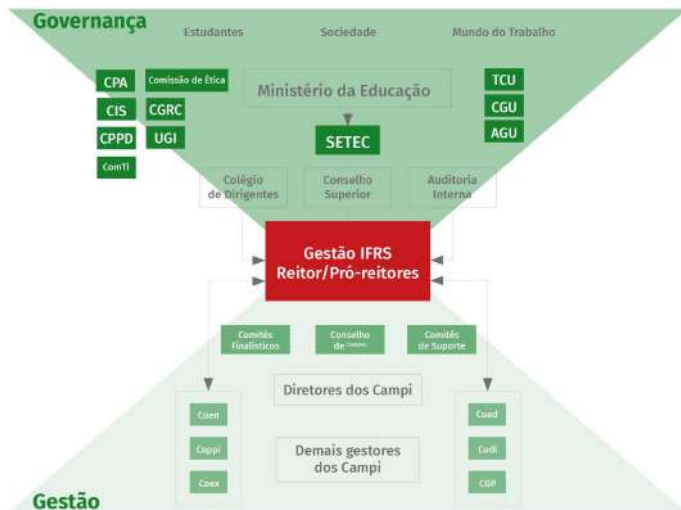 Governança
Estudantes
Sociedade
Mundo do Trabalho
CPA
Comissão de Ética
CIS
CGRC
CPPD
UGI
ComTi
Ministério da Educação
SETEC
TCU
CGU
AGU
Colégio
de Dirigentes
Conselho
Superior
Auditoria
Interna
Gestão IFRS
Reitor/Pró-reitores
Comitês
Finalísticos
Conselho
de Campus
Comitês
de Suporte
Diretores dos Campi
Demais gestores
dos Campi
Coen
Coppi
Coex
Coad
Codi
CGP
Gestão